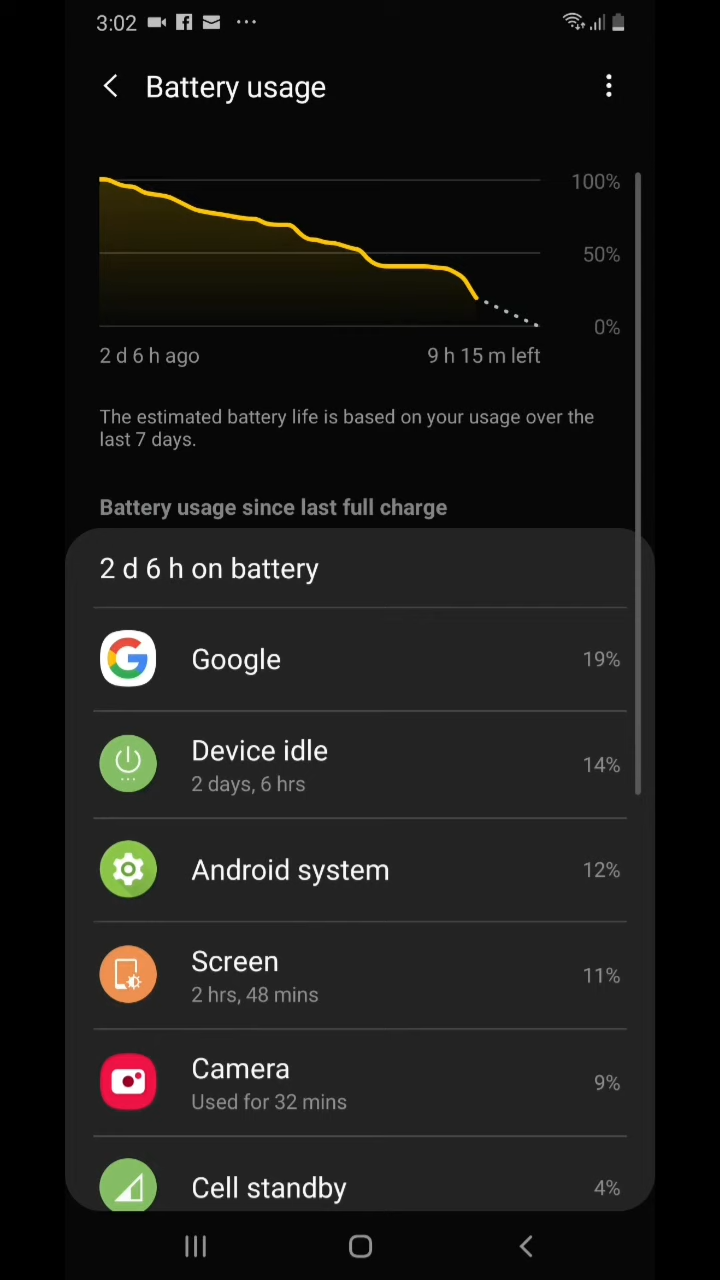 3:02
Battery usage
100%
50%
0%
2 d 6 h ago
9 h 15 m left
The estimated battery life is based on your usage over the
last 7 days.
Battery usage since last full charge
2 d 6 h on battery
Google 19%
Device idle 14%
2 days, 6 hrs
Android system 12%
Screen 11%
2 hrs, 48 mins
Camera 9%
Used for 32 mins
Cell standby 4%